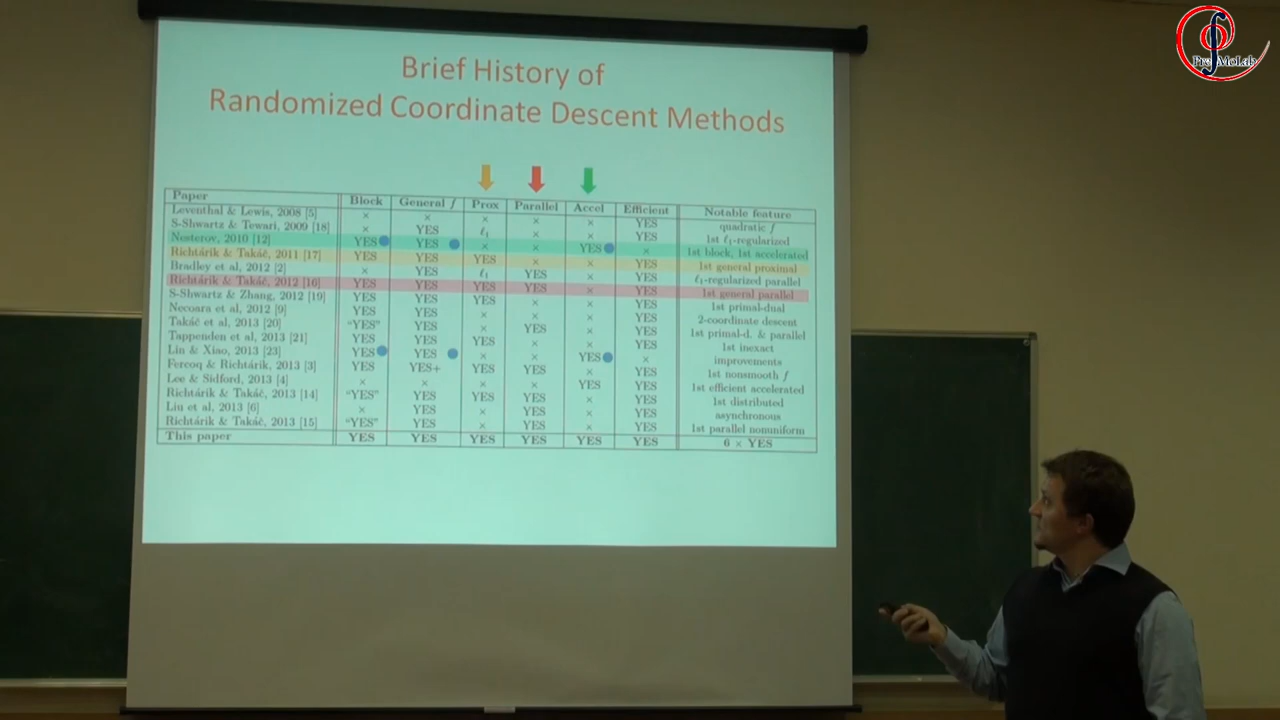 Brief History of
Randomized Coordinate Descent Methods
Paper Block General f Prox Parallel Accel Efficient Notable feature
Leventhal & Lewis, 2008 [5] × × × × × YES quadratic f
S-Shwartz & Tewari, 2009 [18] × YES ℓ1 × × YES 1st ℓ1-regularized
Nesterov, 2010 [12] YES YES × × YES × 1st block, 1st accelerated
Richtárik & Takáč, 2011 [17] YES YES YES × × YES 1st general proximal
Bradley et al, 2012 [2] × YES ℓ1 YES × YES ℓ1-regularized parallel
Richtárik & Takáč, 2012 [16] YES YES YES YES × YES 1st general parallel
S-Shwartz & Zhang, 2012 [19] YES YES YES × × YES 1st primal-dual
Necoara et al, 2012 [9] YES YES × × × YES 2-coordinate descent
Takáč et al, 2013 [20] "YES" YES × YES × YES 1st primal-d. & parallel
Tappenden et al, 2013 [21] YES YES YES × × YES 1st inexact
Liu & Xiao, 2013 [23] YES YES × × YES × improvements
Fercoq & Richtárik, 2013 [3] YES YES+ YES YES × YES 1st nonsmooth f
Lee & Sidford, 2013 [4] × × × × YES YES 1st efficient accelerated
Richtárik & Takáč, 2013 [14] "YES" YES YES YES × YES 1st distributed
Liu et al, 2013 [6] × YES × YES × YES asynchronous
Richtárik & Takáč, 2013 [15] "YES" YES × YES × YES 1st parallel nonuniform
This paper YES YES YES YES YES YES 6 × YES